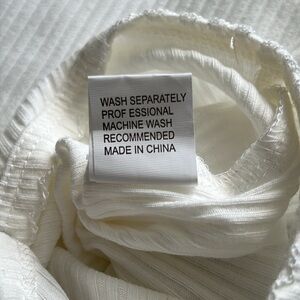 WASH SEPARATELY
PROF ESSIONAL
MACHINE WASH
RECOMMENDED
MADE IN CHINA